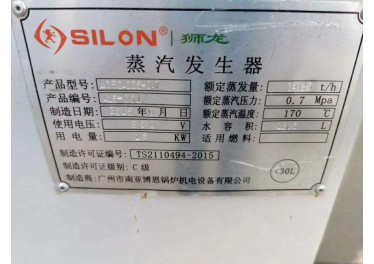 SILON® | 狮龙
蒸汽发生器
产品型号: 额定蒸发量: t/h
产品编号: 额定蒸汽压力: 0.7 Mpa
制造日期 年 月 日 额定蒸汽温度: 170 ℃
使用电压: V 水容积: L
用电量: KW 适用燃料:
制造许可证编号: TS2110494-2015
制造许可证级别: C级
制造商: 广州市南亚博恩锅炉机电设备有限公司
<30L